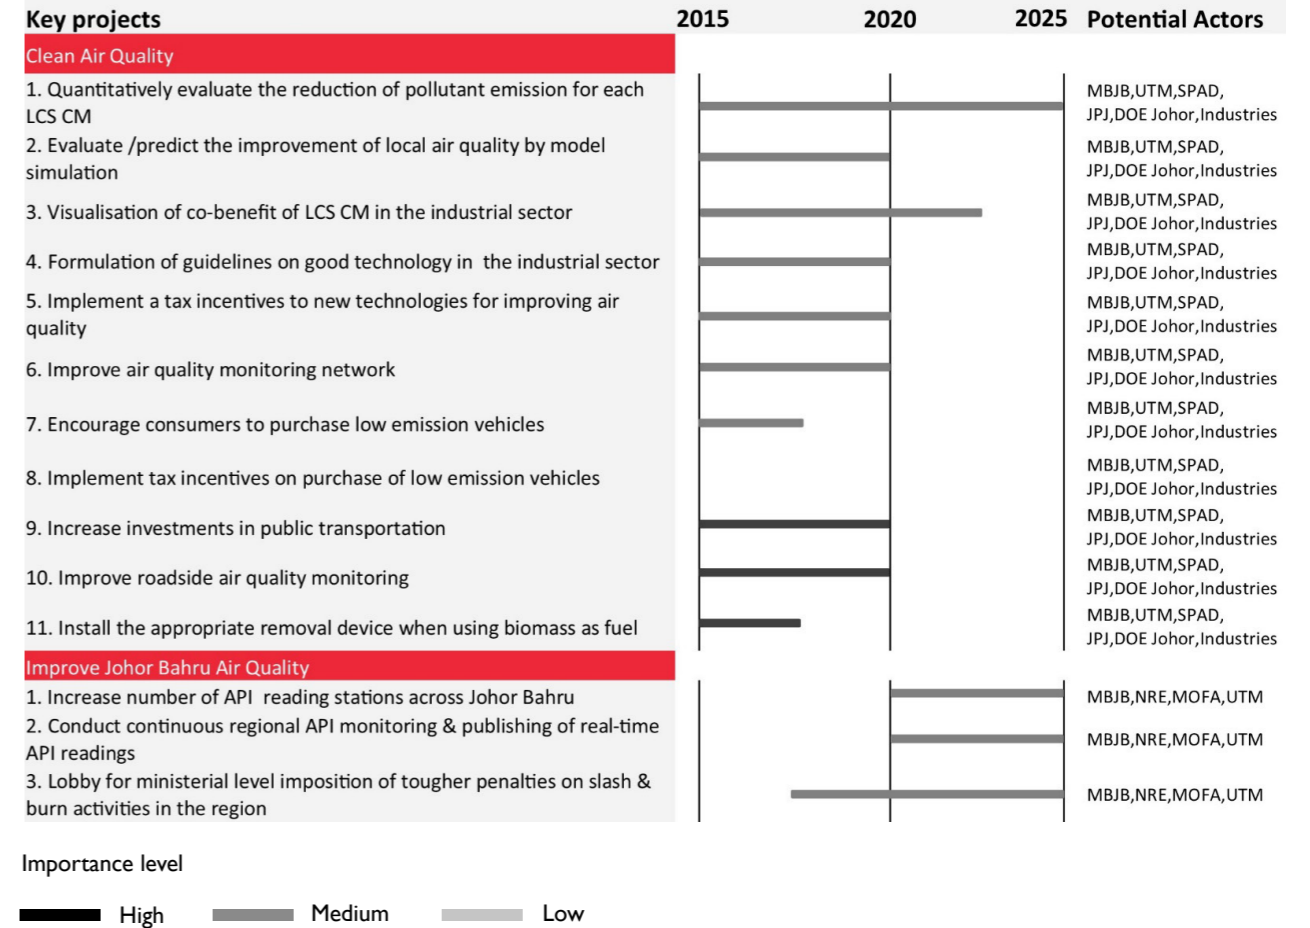 Key projects 2015 2020 2025 Potential Actors
Clean Air Quality
1. Quantitatively evaluate the reduction of pollutant emission for each
LCS CM
MBJB,UTM,SPAD,
JPJ,DOE Johor,Industries
2. Evaluate /predict the improvement of local air quality by model
simulation
MBJB,UTM,SPAD,
JPJ,DOE Johor,Industries
3. Visualisation of co-benefit of LCS CM in the industrial sector
MBJB,UTM,SPAD,
JPJ,DOE Johor,Industries
4. Formulation of guidelines on good technology in the industrial sector
MBJB,UTM,SPAD,
JPJ,DOE Johor,Industries
5. Implement a tax incentives to new technologies for improving air
quality
MBJB,UTM,SPAD,
JPJ,DOE Johor,Industries
6. Improve air quality monitoring network
MBJB,UTM,SPAD,
JPJ,DOE Johor,Industries
7. Encourage consumers to purchase low emission vehicles
MBJB,UTM,SPAD,
JPJ,DOE Johor,Industries
8. Implement tax incentives on purchase of low emission vehicles
MBJB,UTM,SPAD,
JPJ,DOE Johor,Industries
9. Increase investments in public transportation
MBJB,UTM,SPAD,
JPJ,DOE Johor,Industries
10. Improve roadside air quality monitoring
MBJB,UTM,SPAD,
JPJ,DOE Johor,Industries
11. Install the appropriate removal device when using biomass as fuel
MBJB,UTM,SPAD,
JPJ,DOE Johor,Industries
Improve Johor Bahru Air Quality
1. Increase number of API reading stations across Johor Bahru
MBJB,NRE,MOFA,UTM
2. Conduct continuous regional API monitoring & publishing of real-time
API readings
MBJB,NRE,MOFA,UTM
3. Lobby for ministerial level imposition of tougher penalties on slash &
burn activities in the region
MBJB,NRE,MOFA,UTM
Importance level
High Medium Low